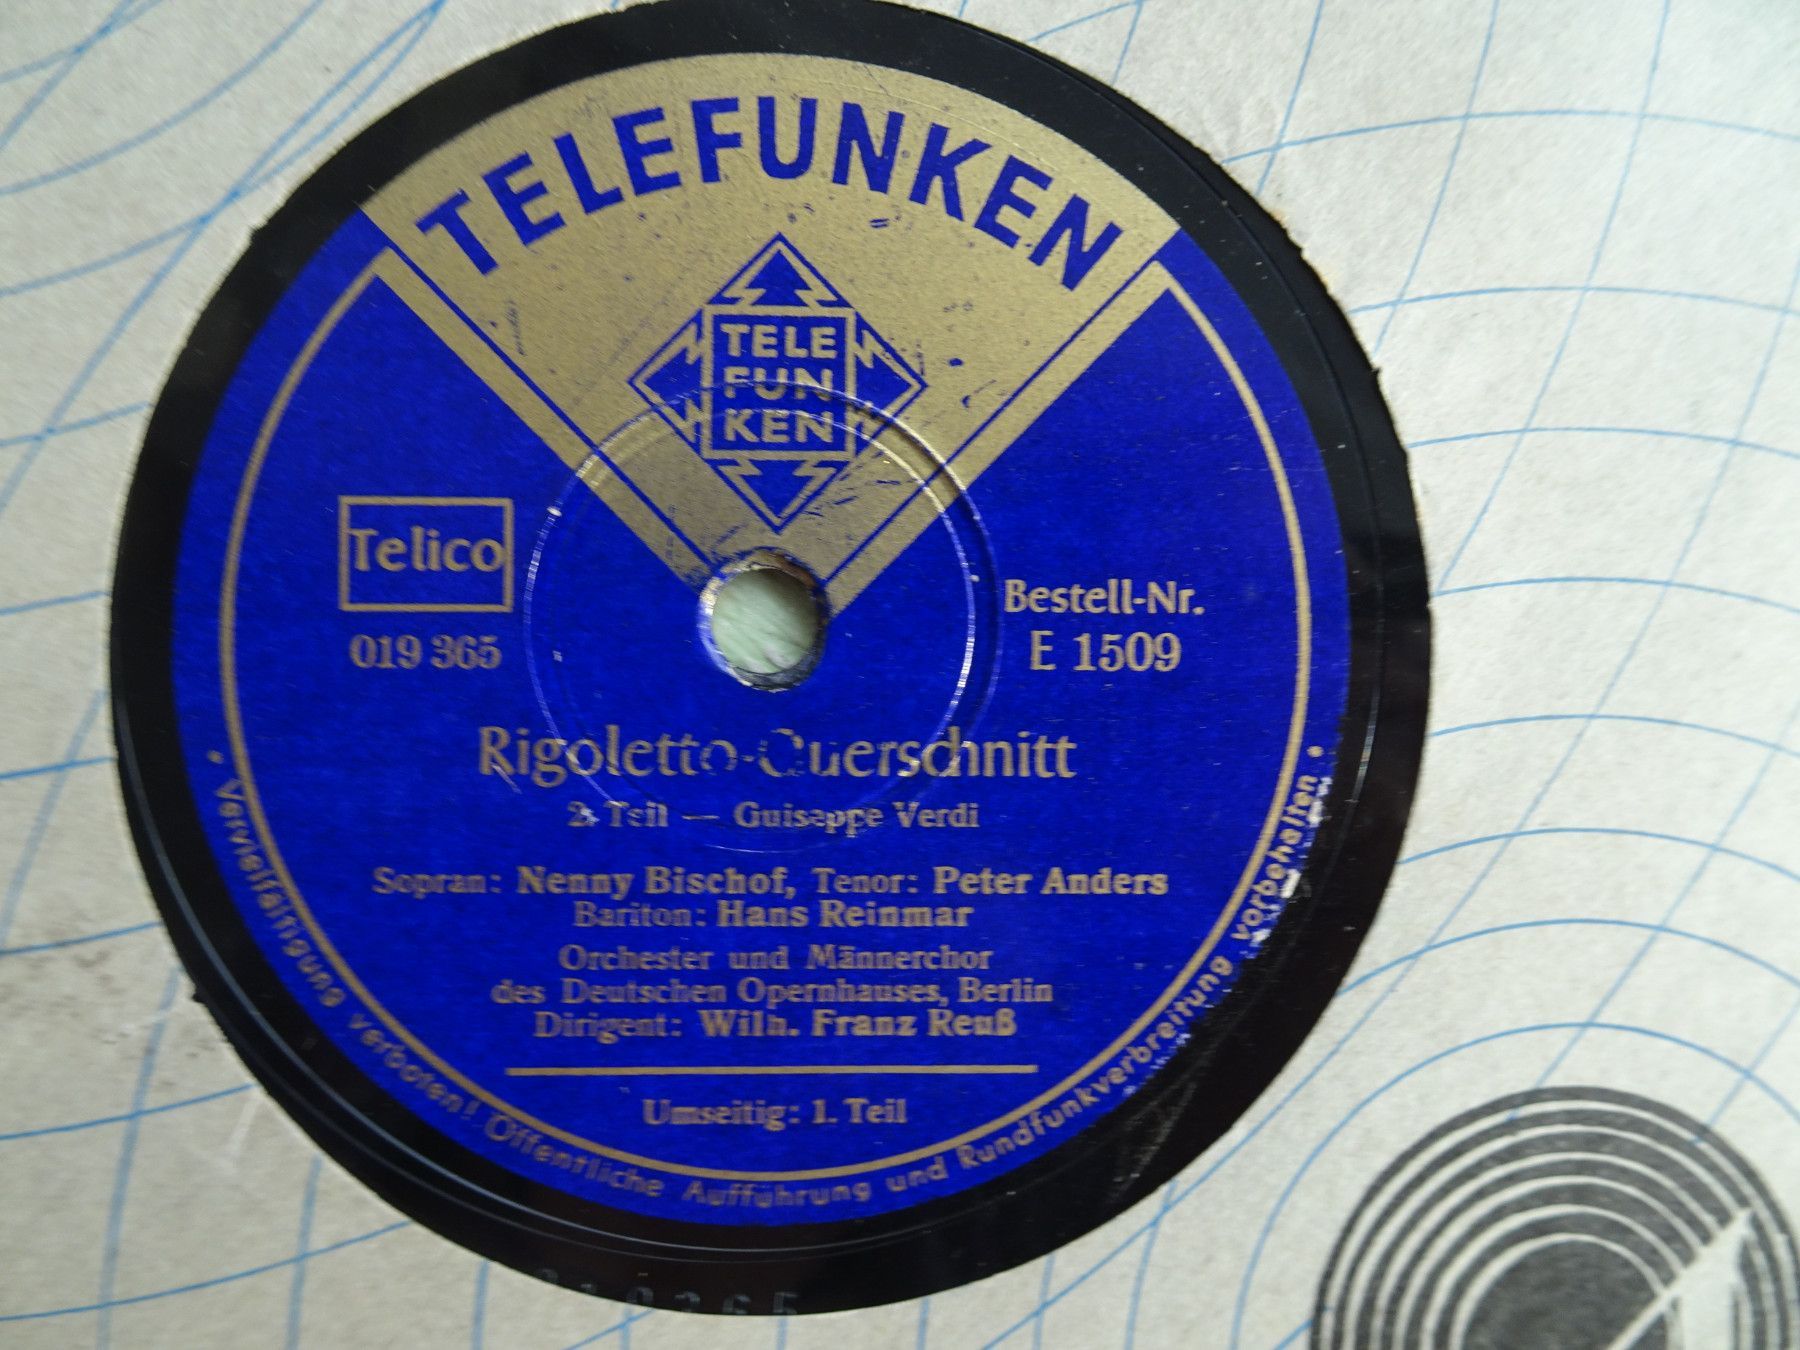 TELEFUNKEN
TELE
FUN
KEN
Telico
019 365
Bestell-Nr.
E 1509
Rigoletto-Querschnitt
2. Teil — Guiseppe Verdi
Sopran: Nenny Bischof, Tenor: Peter Anders
Bariton: Hans Reinmar
Orchester und Männerchor
des Deutschen Opernhauses, Berlin
Dirigent: Wilh. Franz Reuß
Umseitig: 1. Teil
• Vervielfältigung verboten! Öffentliche Aufführung und Rundfunkverbreitung vorbehalten •